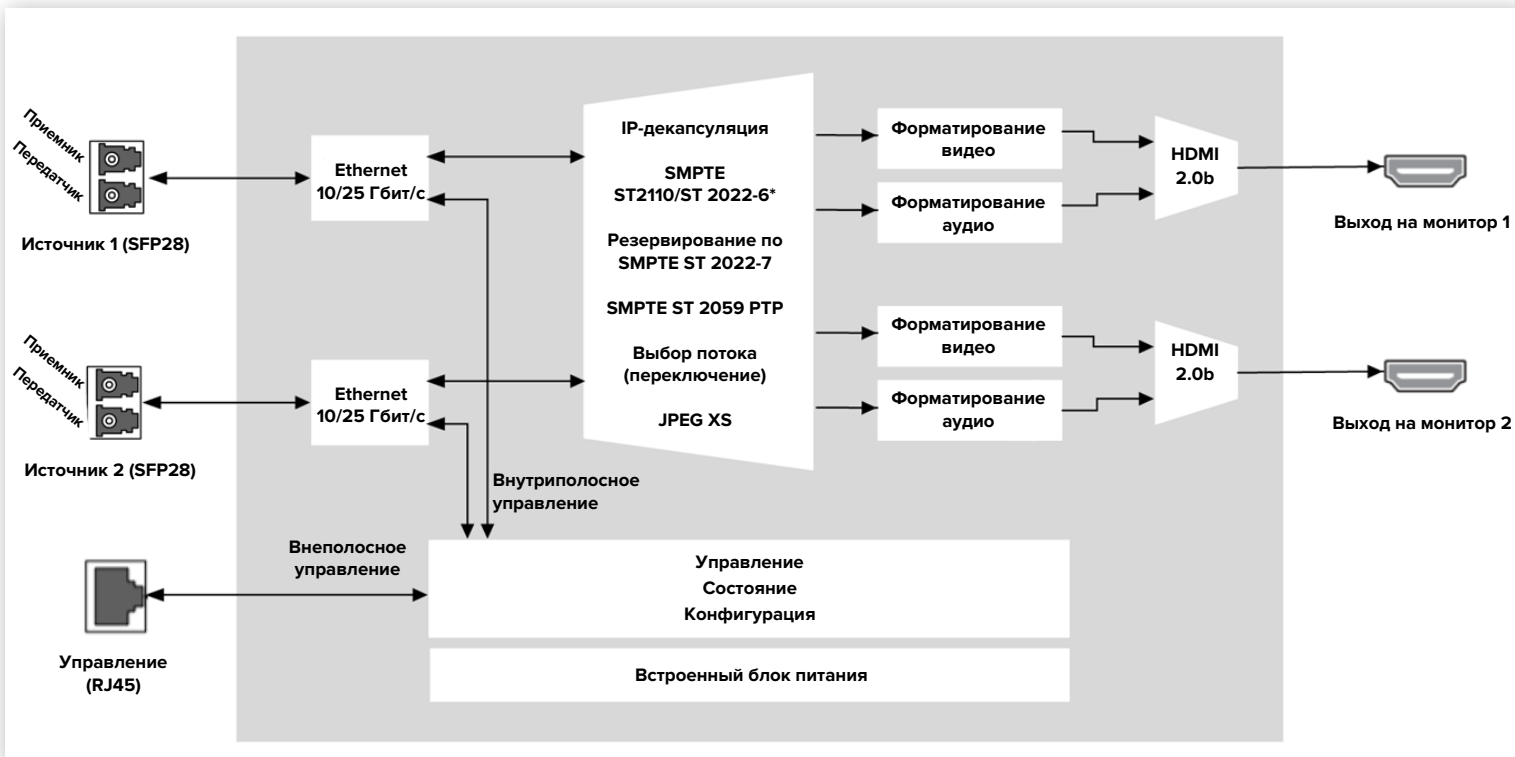 Приемник
Передатчик
Источник 1 (SFP28)
Ethernet
10/25 Гбит/с
IP-декапсуляция
SMPTE
ST2110/ST 2022-6*
Резервирование по
SMPTE ST 2022-7
SMPTE ST 2059 PTP
Выбор потока
(переключение)
JPEG XS
Форматирование
видео
Форматирование
аудио
HDMI
2.0b
Выход на монитор 1
Приемник
Передатчик
Источник 2 (SFP28)
Ethernet
10/25 Гбит/с
Форматирование
видео
Форматирование
аудио
HDMI
2.0b
Выход на монитор 2
Внутриполосное
управление
Внеполосное
управление
Управление
(RJ45)
Управление
Состояние
Конфигурация
Встроенный блок питания